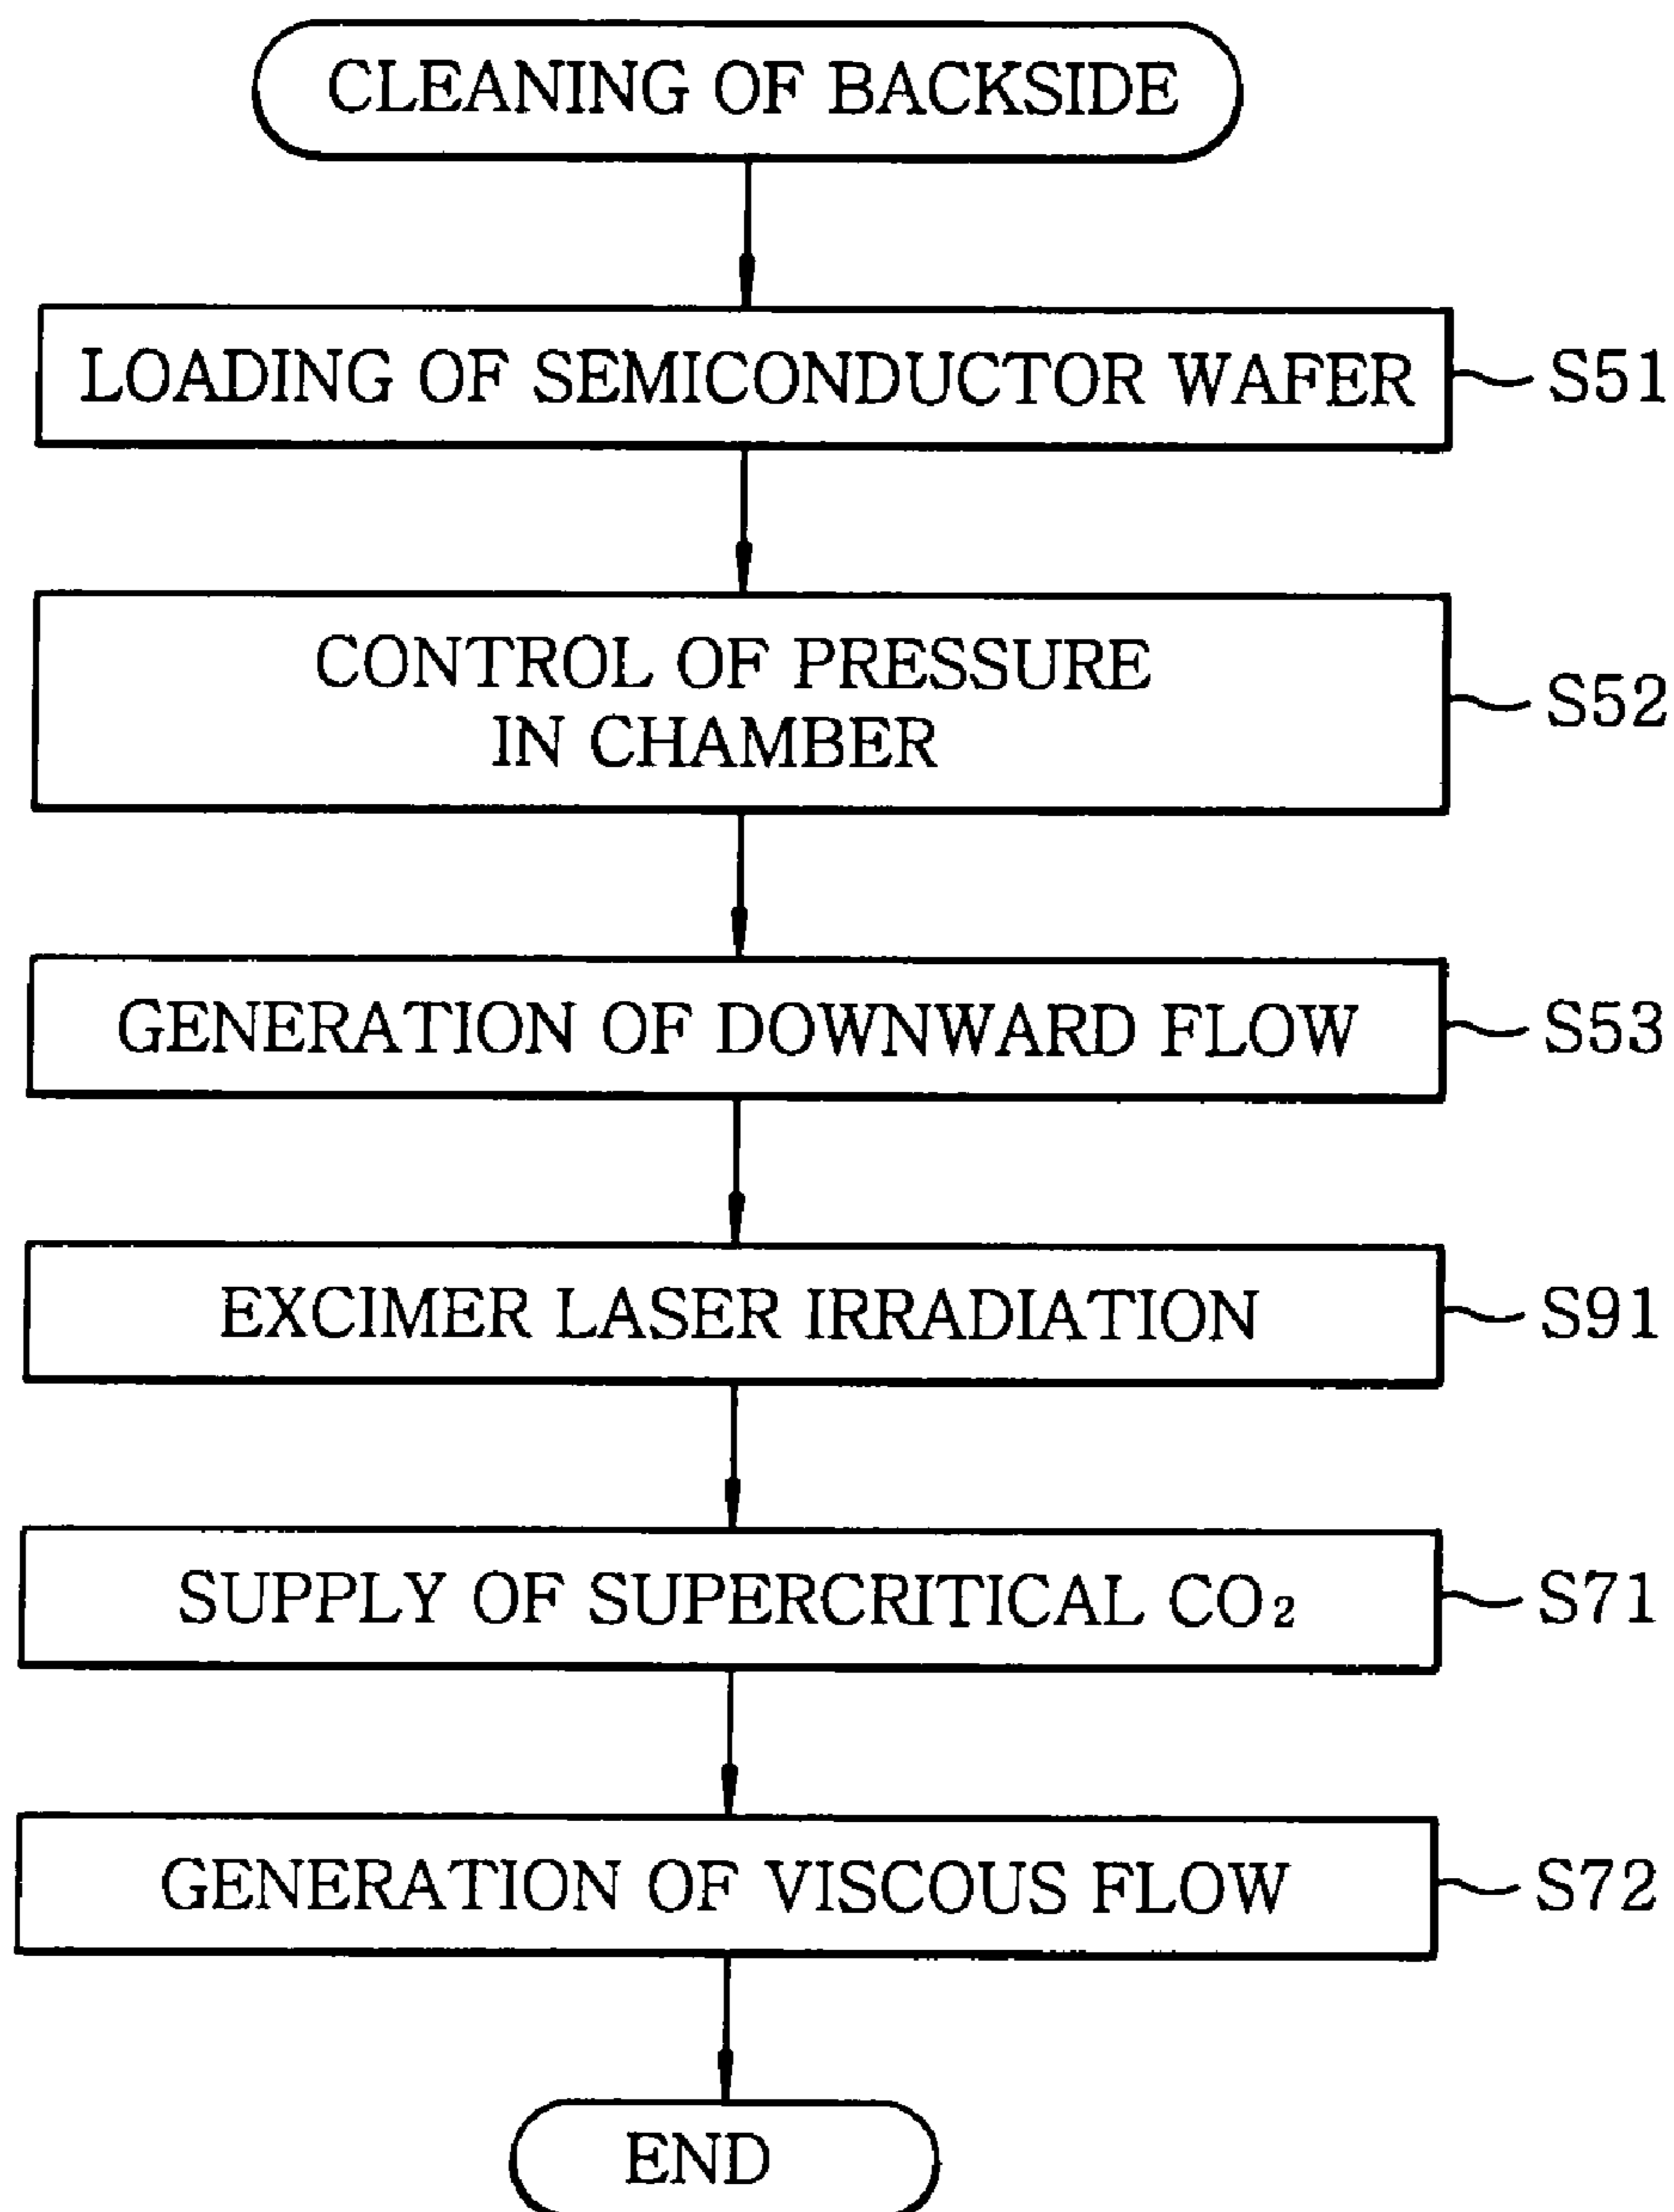 CLEANING OF BACKSIDE
LOADING OF SEMICONDUCTOR WAFER
S51
CONTROL OF PRESSURE
IN CHAMBER
S52
GENERATION OF DOWNWARD FLOW
S53
EXCIMER LASER IRRADIATION
S91
SUPPLY OF SUPERCRITICAL CO₂
S71
GENERATION OF VISCOUS FLOW
S72
END